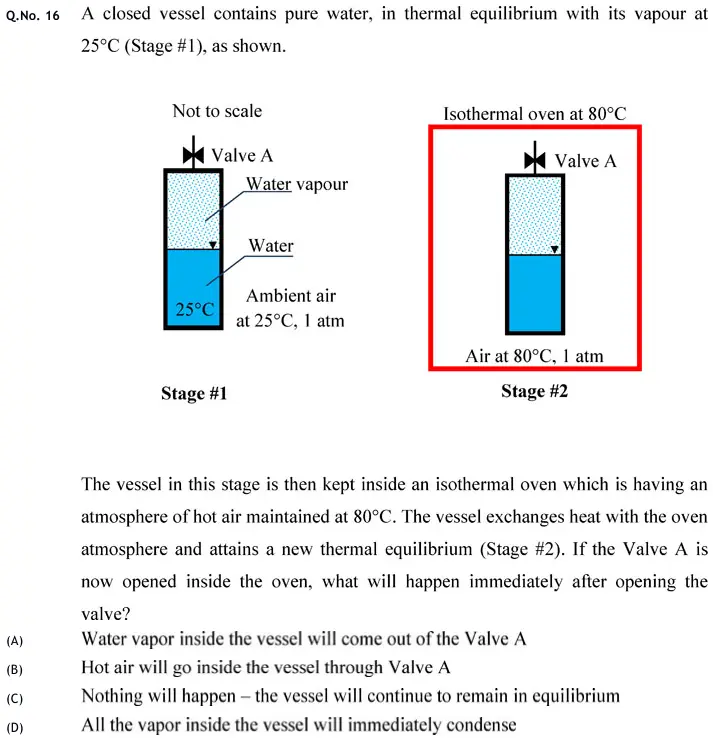 Q.No. 16 A closed vessel contains pure water, in thermal equilibrium with its vapour at
25°C (Stage #1), as shown.
Not to scale
Isothermal oven at 80°C
Valve A
Valve A
Water vapour
Water
25°C
Ambient air
at 25°C, 1 atm
Air at 80°C, 1 atm
Stage #1
Stage #2
The vessel in this stage is then kept inside an isothermal oven which is having an
atmosphere of hot air maintained at 80°C. The vessel exchanges heat with the oven
atmosphere and attains a new thermal equilibrium (Stage #2). If the Valve A is
now opened inside the oven, what will happen immediately after opening the
valve?
(A) Water vapor inside the vessel will come out of the Valve A
(B) Hot air will go inside the vessel through Valve A
(C) Nothing will happen – the vessel will continue to remain in equilibrium
(D) All the vapor inside the vessel will immediately condense